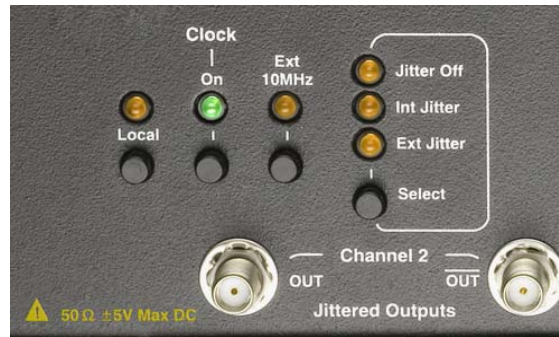 Clock
On
Ext
10MHz
Local
Jitter Off
Int Jitter
Ext Jitter
Select
Channel 2
OUT
OUT
50Ω ±5V Max DC
Jittered Outputs